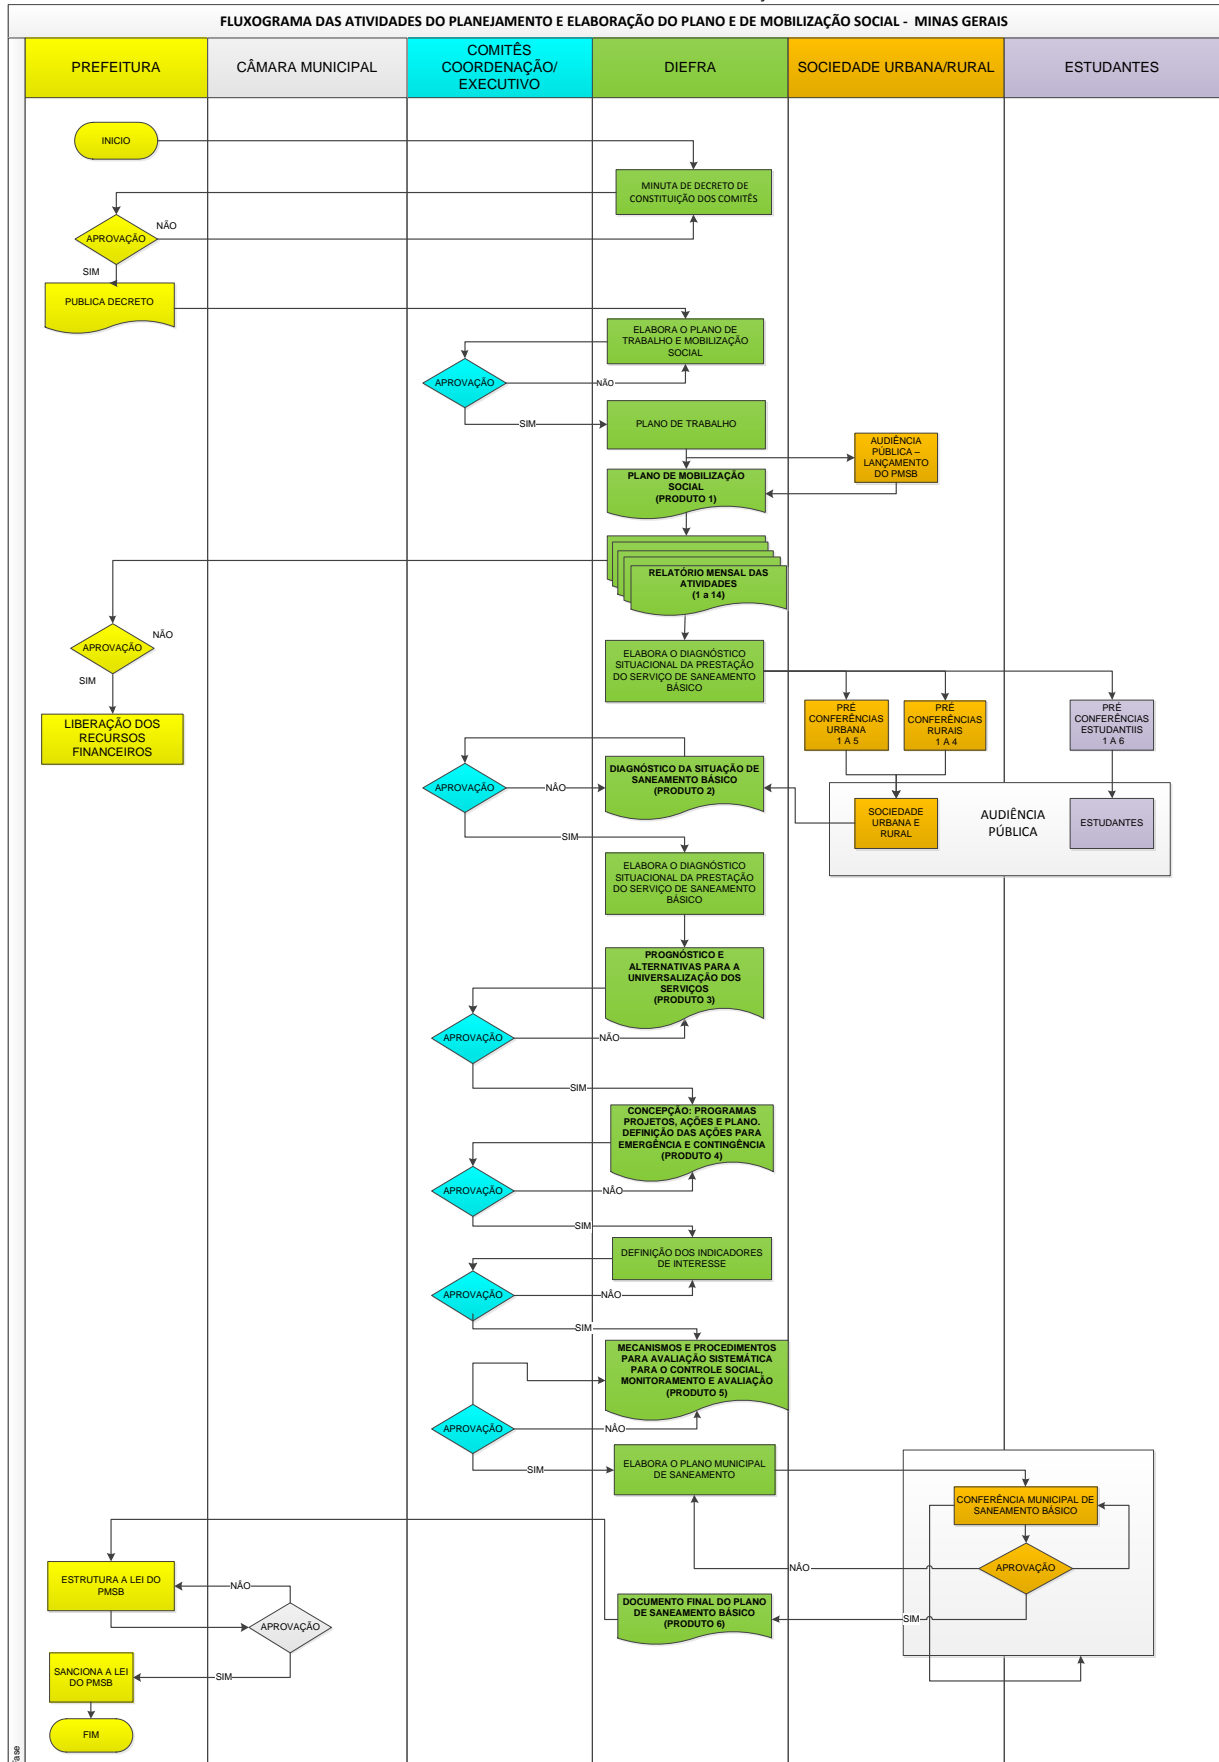 FLUXOGRAMA DAS ATIVIDADES DO PLANEJAMENTO E ELABORAÇÃO DO PLANO E DE MOBILIZAÇÃO SOCIAL - MINAS GERAIS
PREFEITURA
CÂMARA MUNICIPAL
COMITÊS
COORDENAÇÃO/
EXECUTIVO
DIEFRA
SOCIEDADE URBANA/RURAL
ESTUDANTES
INICIO
MINUTA DE DECRETO DE
CONSTITUIÇÃO DOS COMITÊS
NÃO
APROVAÇÃO
SIM
PUBLICA DECRETO
ELABORA O PLANO DE
TRABALHO E MOBILIZAÇÃO
SOCIAL
APROVAÇÃO
NÃO
SIM
PLANO DE TRABALHO
AUDIÊNCIA
PÚBLICA –
LANÇAMENTO
DO PMSB
PLANO DE MOBILIZAÇÃO
SOCIAL
(PRODUTO 1)
RELATÓRIO MENSAL DAS
ATIVIDADES
(1 a 14)
NÃO
APROVAÇÃO
SIM
LIBERAÇÃO DOS
RECURSOS
FINANCEIROS
ELABORA O DIAGNÓSTICO
SITUACIONAL DA PRESTAÇÃO
DO SERVIÇO DE SANEAMENTO
BÁSICO
PRÉ
CONFERÊNCIAS
URBANA
1 A 5
PRÉ
CONFERÊNCIAS
RURAIS
1 A 4
PRÉ
CONFERÊNCIAS
ESTUDANTIIS
1 A 6
DIAGNÓSTICO DA SITUAÇÃO DE
SANEAMENTO BÁSICO
(PRODUTO 2)
APROVAÇÃO
NÂO
SOCIEDADE
URBANA E
RURAL
AUDIÊNCIA
PÚBLICA
ESTUDANTES
SIM
ELABORA O DIAGNÓSTICO
SITUACIONAL DA PRESTAÇÃO
DO SERVIÇO DE SANEAMENTO
BÁSICO
PROGNÓSTICO E
ALTERNATIVAS PARA A
UNIVERSALIZAÇÃO DOS
SERVIÇOS
(PRODUTO 3)
APROVAÇÃO
NÃO
SIM
CONCEPÇÃO: PROGRAMAS
PROJETOS, AÇÕES E PLANO.
DEFINIÇÃO DAS AÇÕES PARA
EMERGÊNCIA E CONTINGÊNCIA
(PRODUTO 4)
APROVAÇÃO
NÂO
SIM
DEFINIÇÃO DOS INDICADORES
DE INTERESSE
APROVAÇÃO
NÂO
SIM
MECANISMOS E PROCEDIMENTOS
PARA AVALIAÇÃO SISTEMÁTICA
PARA O CONTROLE SOCIAL,
MONITORAMENTO E AVALIAÇÃO
(PRODUTO 5)
APROVAÇÃO
NÂO
SIM
ELABORA O PLANO MUNICIPAL
DE SANEAMENTO
CONFERÊNCIA MUNICIPAL DE
SANEAMENTO BÁSICO
APROVAÇÃO
NÂO
SIM
DOCUMENTO FINAL DO PLANO
DE SANEAMENTO BÁSICO
(PRODUTO 6)
ESTRUTURA A LEI DO
PMSB
NÂO
APROVAÇÃO
SIM
SANCIONA A LEI
DO PMSB
FIM